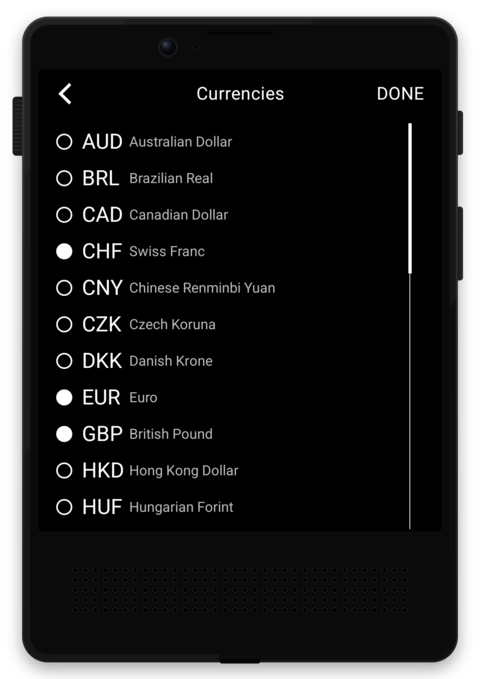 Currencies DONE
AUD Australian Dollar
BRL Brazilian Real
CAD Canadian Dollar
CHF Swiss Franc
CNY Chinese Renminbi Yuan
CZK Czech Koruna
DKK Danish Krone
EUR Euro
GBP British Pound
HKD Hong Kong Dollar
HUF Hungarian Forint